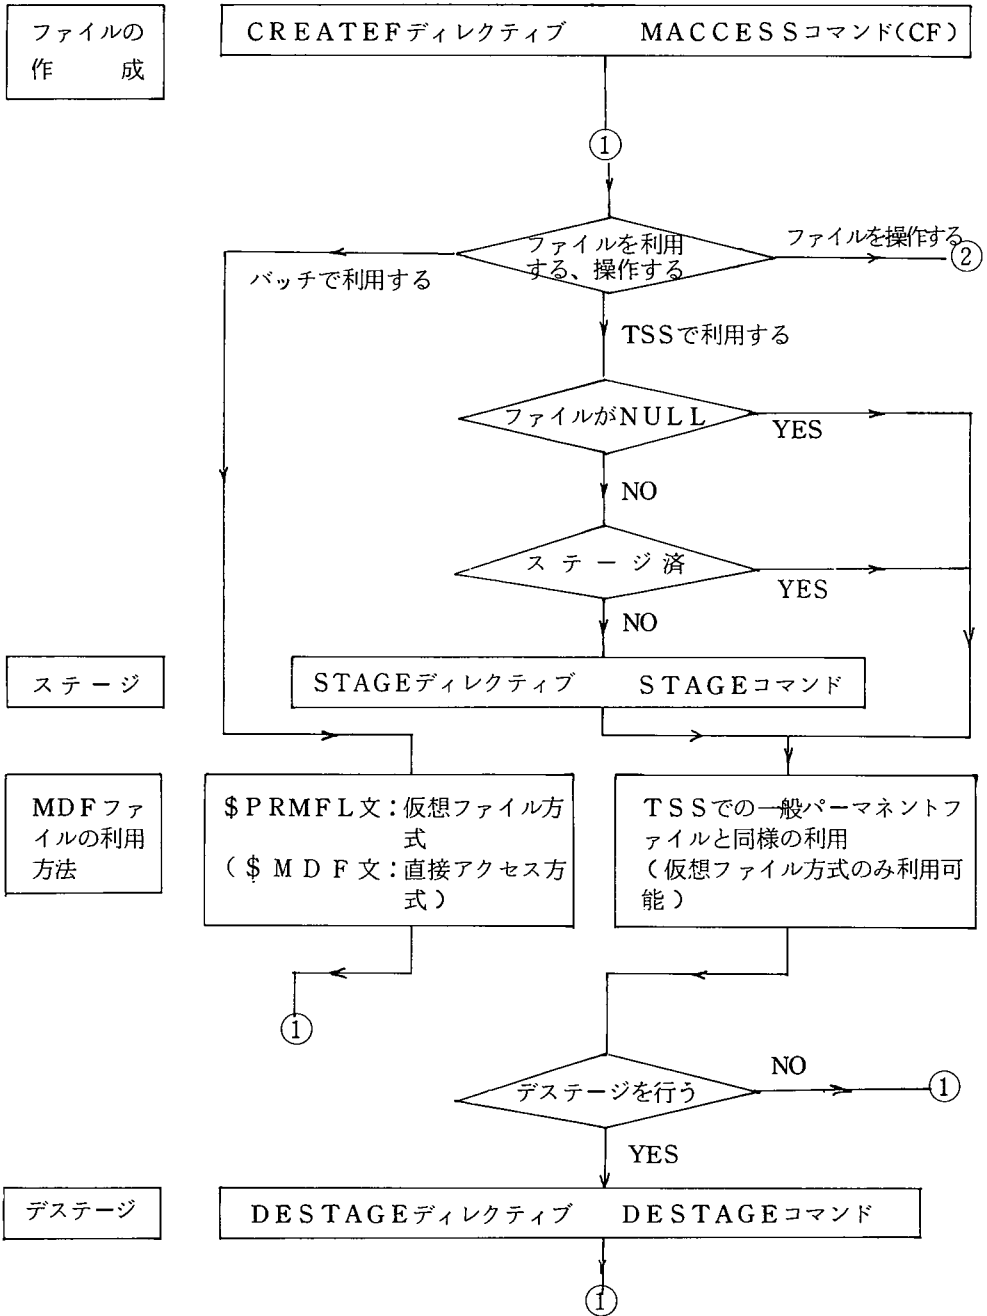 ファイルの
作　　成
CREATEFディレクティブ　　MACCESSコマンド(CF)
①
ファイルを利用
する、操作する
ファイルを操作する
②
バッチで利用する
TSSで利用する
ファイルがNULL
YES
NO
ステージ済
YES
NO
ステージ
STAGEディレクティブ　　STAGEコマンド
MDFファ
イルの利用
方法
$PRMFL文：仮想ファイル方
式
($MDF文：直接アクセス方
式)
TSSでの一般パーマネントフ
ァイルと同様の利用
(仮想ファイル方式のみ利用可
能)
①
デステージを行う
NO
①
YES
デステージ
DESTAGEディレクティブ　　DESTAGEコマンド
①